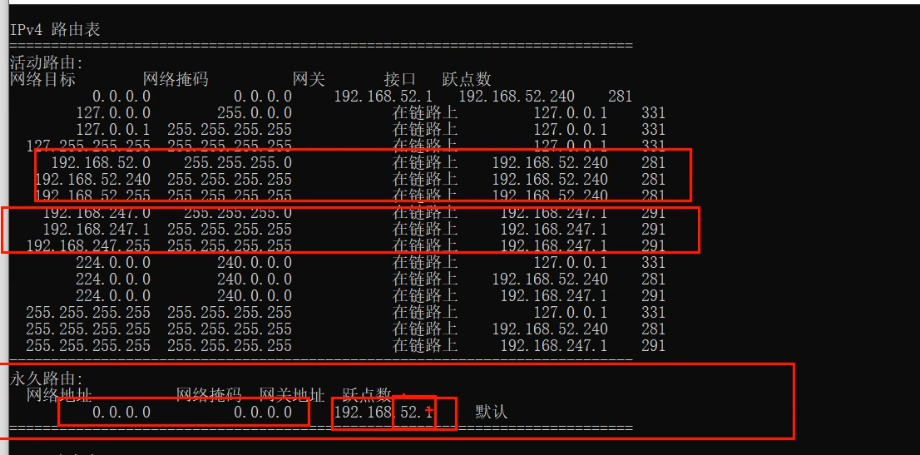 IPv4 路由表
===========================================================================
活动路由:
网络目标 网络掩码 网关 接口 跃点数
0.0.0.0 0.0.0.0 192.168.52.1 192.168.52.240 281
127.0.0.0 255.0.0.0 在链路上 127.0.0.1 331
127.0.0.1 255.255.255.255 在链路上 127.0.0.1 331
127.255.255.255 255.255.255.255 在链路上 127.0.0.1 331
192.168.52.0 255.255.255.0 在链路上 192.168.52.240 281
192.168.52.240 255.255.255.255 在链路上 192.168.52.240 281
192.168.52.255 255.255.255.255 在链路上 192.168.52.240 281
192.168.247.0 255.255.255.0 在链路上 192.168.247.1 291
192.168.247.1 255.255.255.255 在链路上 192.168.247.1 291
192.168.247.255 255.255.255.255 在链路上 192.168.247.1 291
224.0.0.0 240.0.0.0 在链路上 127.0.0.1 331
224.0.0.0 240.0.0.0 在链路上 192.168.52.240 281
224.0.0.0 240.0.0.0 在链路上 192.168.247.1 291
255.255.255.255 255.255.255.255 在链路上 127.0.0.1 331
255.255.255.255 255.255.255.255 在链路上 192.168.52.240 281
255.255.255.255 255.255.255.255 在链路上 192.168.247.1 291
===========================================================================
永久路由:
网络地址 网络掩码 网关地址 跃点数
0.0.0.0 0.0.0.0 192.168.52.1 默认
===========================================================================